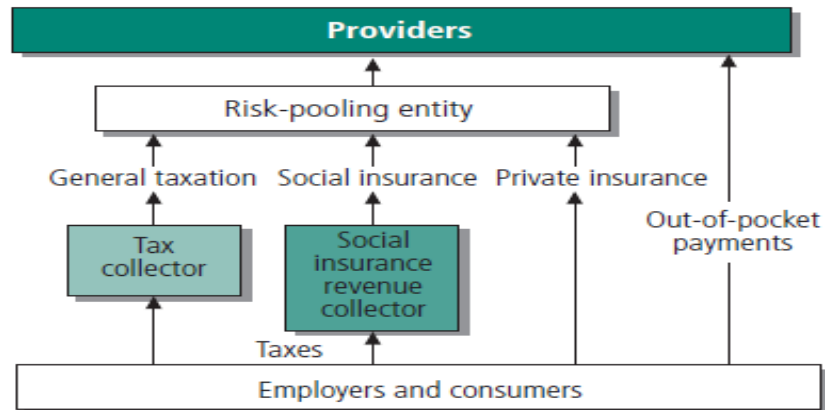 Providers
Risk-pooling entity
General taxation
Social insurance
Private insurance
Out-of-pocket
payments
Tax
collector
Social
insurance
revenue
collector
Taxes
Employers and consumers